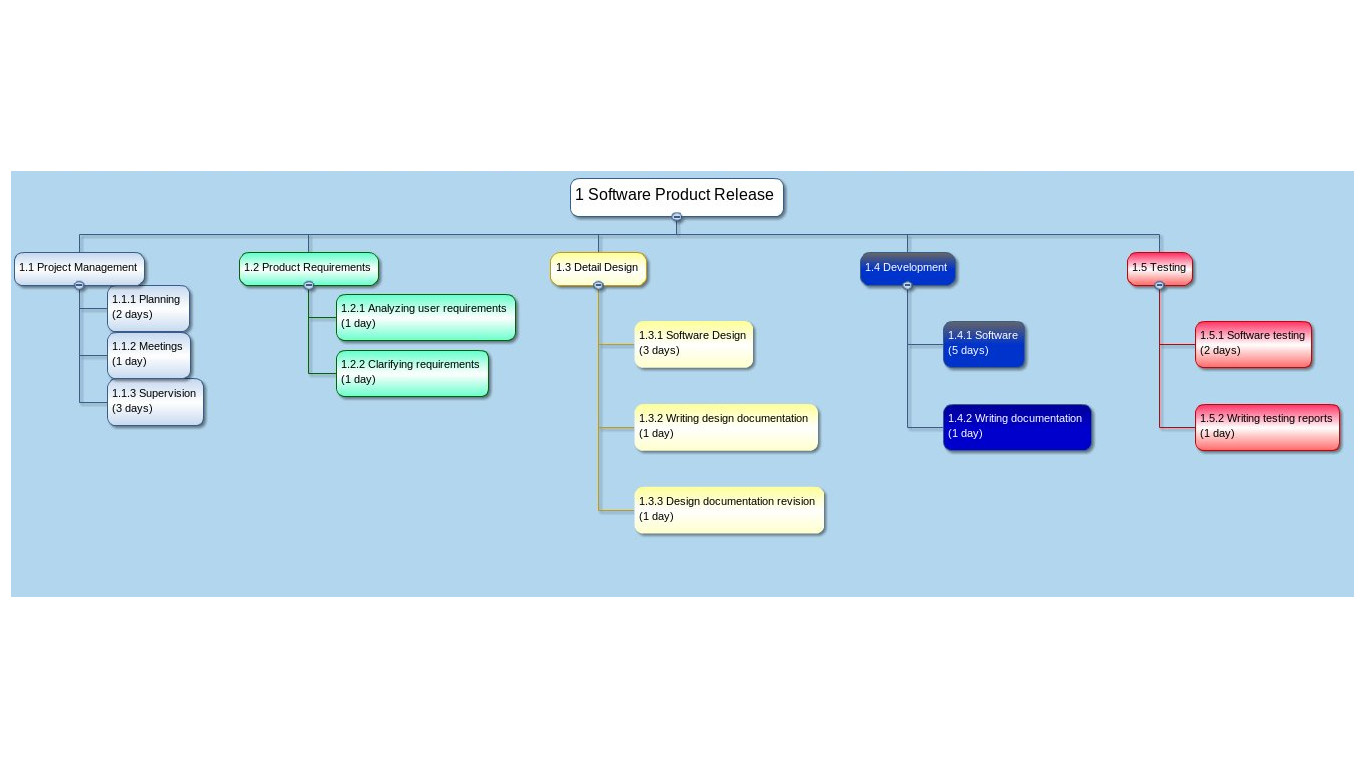 1 Software Product Release
1.1 Project Management
1.2 Product Requirements
1.3 Detail Design
1.4 Development
1.5 Testing
1.1.1 Planning
(2 days)
1.1.2 Meetings
(1 day)
1.1.3 Supervision
(3 days)
1.2.1 Analyzing user requirements
(1 day)
1.2.2 Clarifying requirements
(1 day)
1.3.1 Software Design
(3 days)
1.3.2 Writing design documentation
(1 day)
1.3.3 Design documentation revision
(1 day)
1.4.1 Software
(5 days)
1.4.2 Writing documentation
(1 day)
1.5.1 Software testing
(2 days)
1.5.2 Writing testing reports
(1 day)